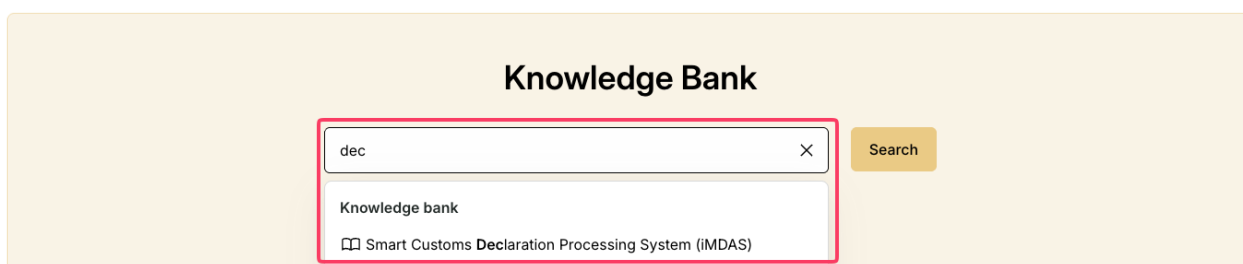 Knowledge Bank
dec
Search
Knowledge bank
Smart Customs Declaration Processing System (iMDAS)